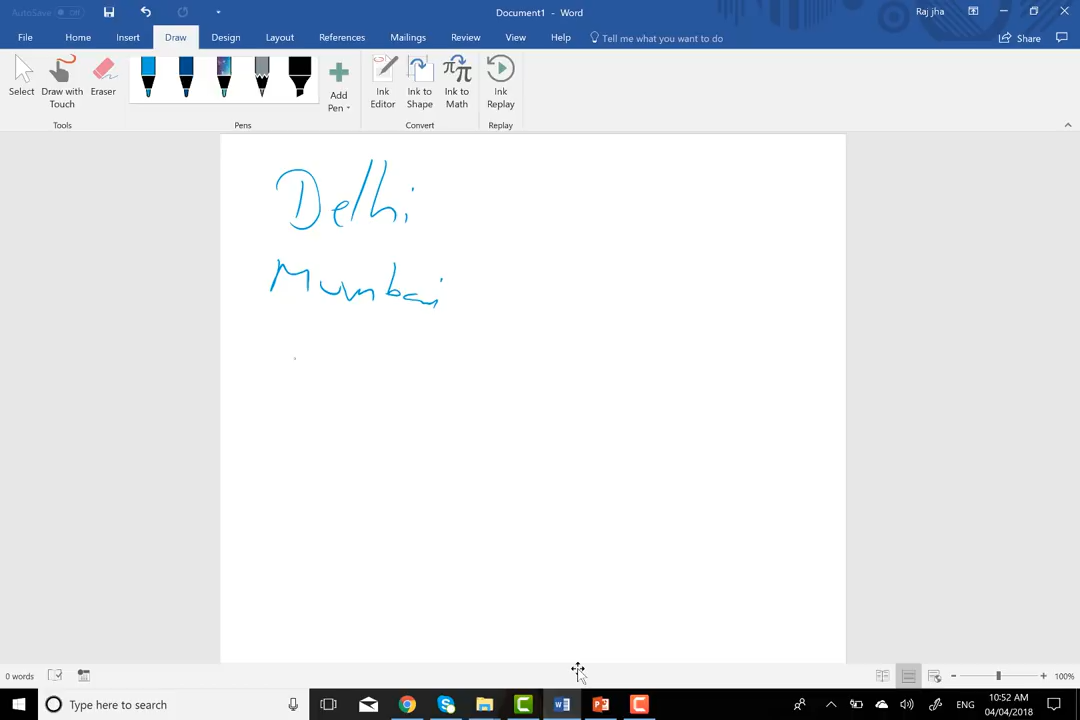 AutoSave Off
Document1 - Word
Raj jha
File Home Insert Draw Design Layout References Mailings Review View Help Tell me what you want to do Share
Select
Draw with Touch
Eraser
Add Pen
Ink Editor
Ink to Shape
Ink to Math
Ink Replay
Tools Pens Convert Replay
Delhi
Mumbai
0 words
100%
Type here to search
ENG
10:52 AM
04/04/2018